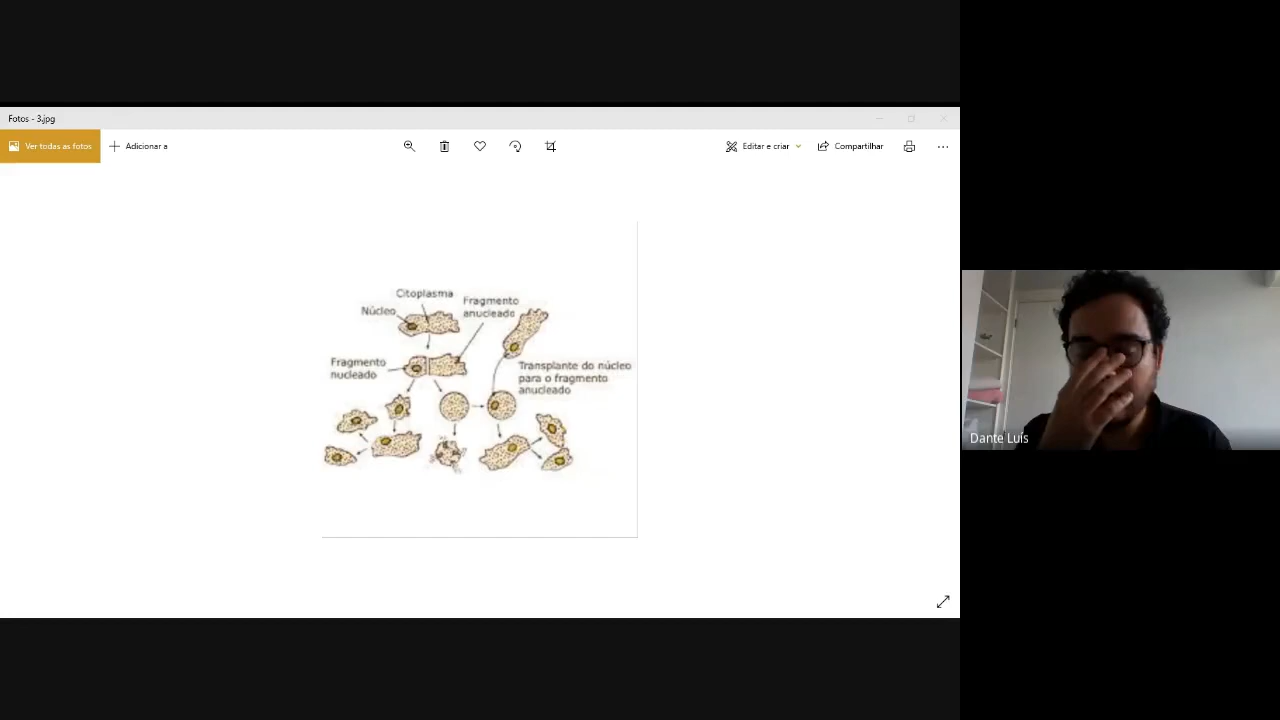 Fotos - 3.jpg
Ver todas as fotos
Adicionar a
Editar e criar
Compartilhar
Citoplasma
Núcleo
Fragmento
anucleado
Fragmento
nucleado
Transplante do núcleo
para o fragmento
anucleado
Dante Luís